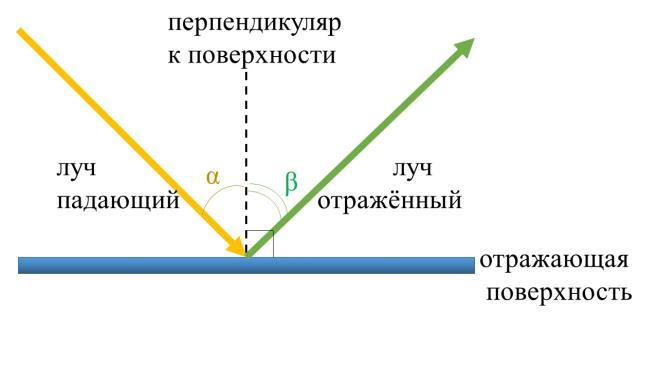 перпендикуляр
к поверхности
луч
падающий
α
β
луч
отражённый
отражающая
поверхность